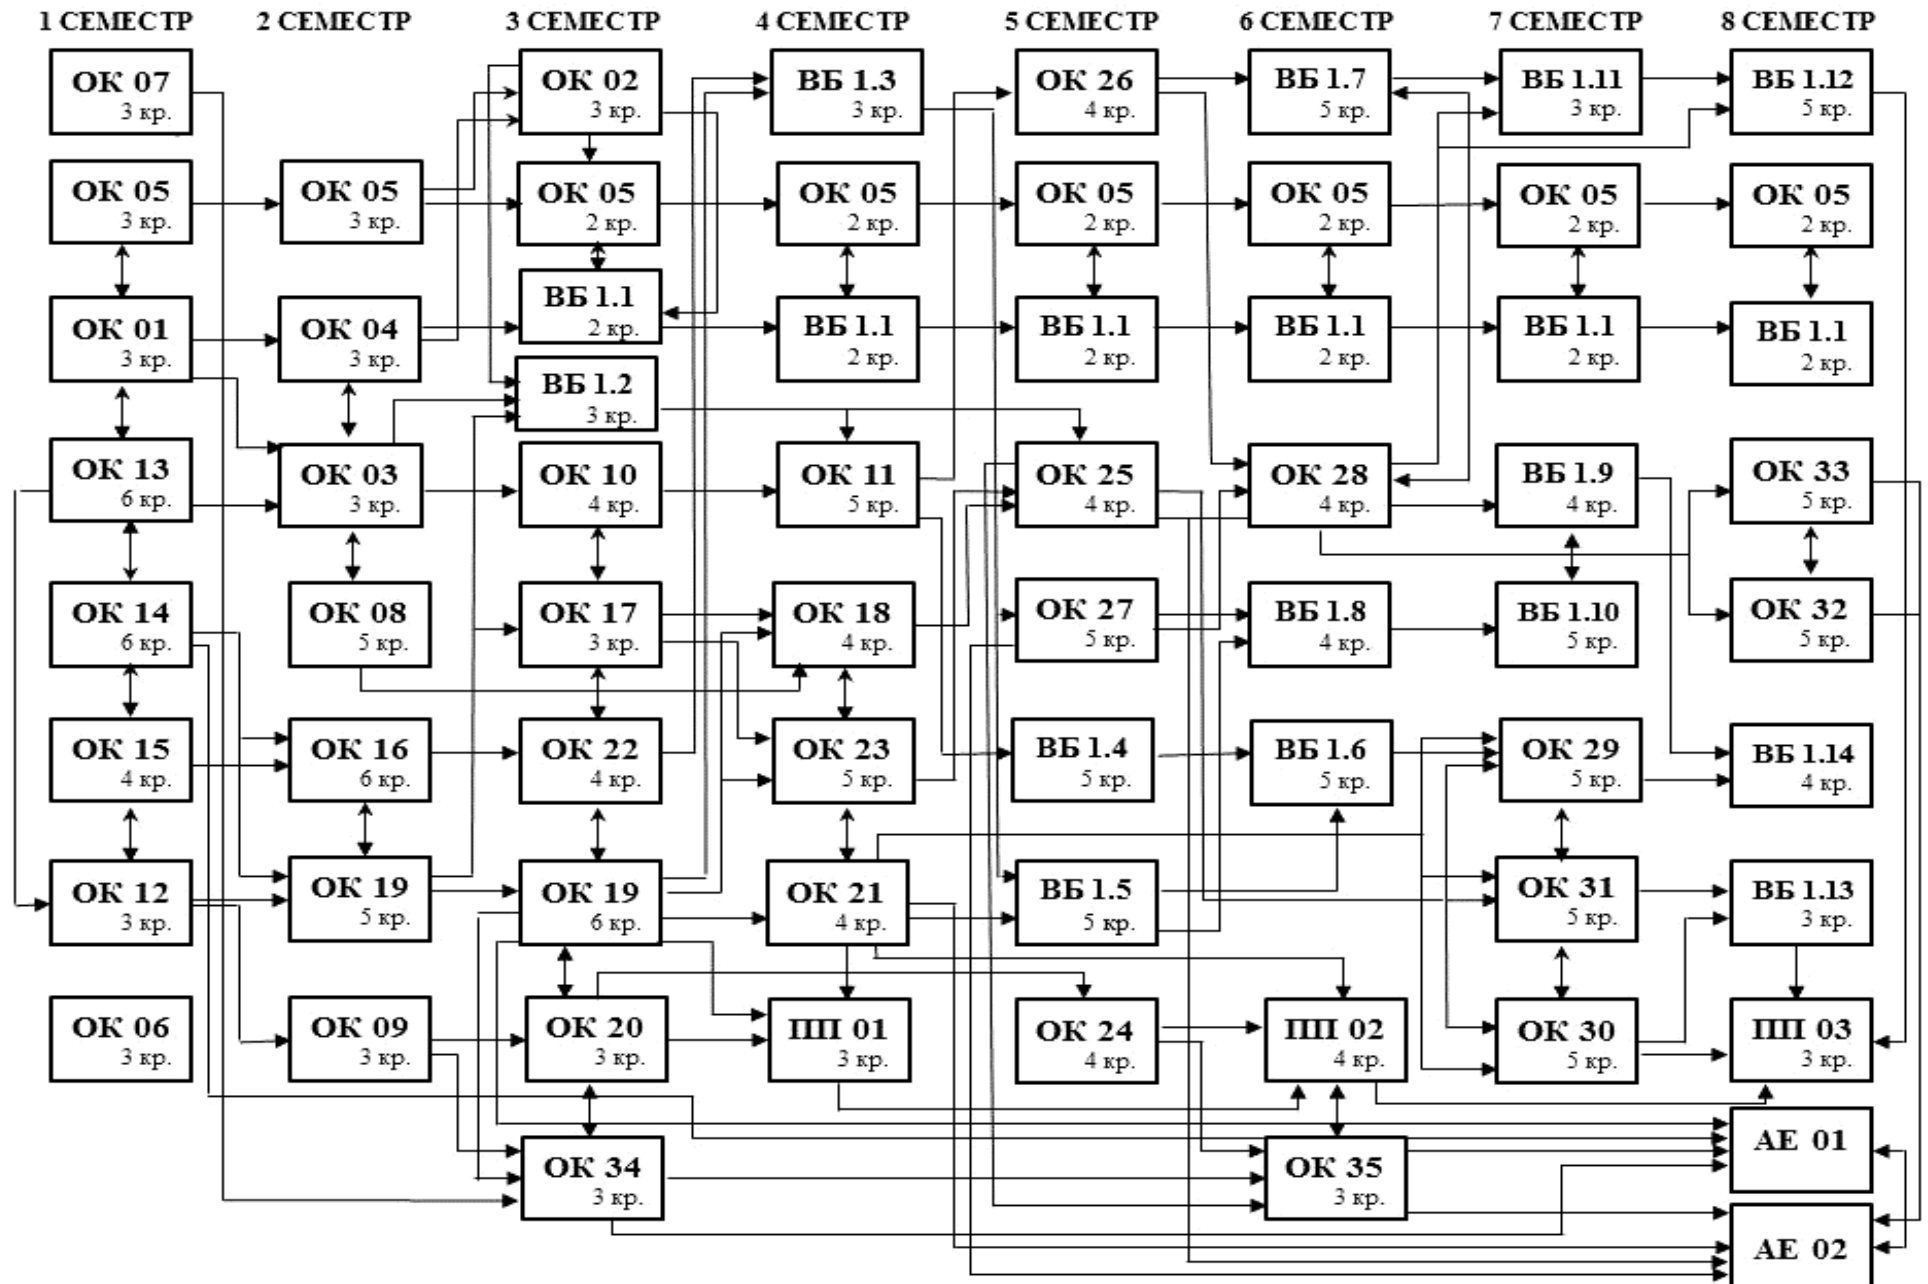 1 СЕМЕСТР 2 СЕМЕСТР 3 СЕМЕСТР 4 СЕМЕСТР 5 СЕМЕСТР 6 СЕМЕСТР 7 СЕМЕСТР 8 СЕМЕСТР
ОК 07 ОК 02 ВБ 1.3 ОК 26 ВБ 1.7 ВБ 1.11 ВБ 1.12
3 кр. 3 кр. 3 кр. 4 кр. 5 кр. 3 кр. 5 кр.
ОК 05 ОК 05 ОК 05 ОК 05 ОК 05 ОК 05 ОК 05 ОК 05
3 кр. 3 кр. 2 кр. 2 кр. 2 кр. 2 кр. 2 кр. 2 кр.
ОК 01 ОК 04 ВБ 1.1 ВБ 1.1 ВБ 1.1 ВБ 1.1 ВБ 1.1 ВБ 1.1
3 кр. 3 кр. 2 кр. 2 кр. 2 кр. 2 кр. 2 кр. 2 кр.
ВБ 1.2
3 кр.
ОК 13 ОК 03 ОК 10 ОК 11 ОК 25 ОК 28 ВБ 1.9 ОК 33
6 кр. 3 кр. 4 кр. 5 кр. 4 кр. 4 кр. 4 кр. 5 кр.
ОК 14 ОК 08 ОК 17 ОК 18 ОК 27 ВБ 1.8 ВБ 1.10 ОК 32
6 кр. 5 кр. 3 кр. 4 кр. 5 кр. 4 кр. 5 кр. 5 кр.
ОК 15 ОК 16 ОК 22 ОК 23 ВБ 1.4 ВБ 1.6 ОК 29 ВБ 1.14
4 кр. 6 кр. 4 кр. 5 кр. 5 кр. 5 кр. 5 кр. 4 кр.
ОК 12 ОК 19 ОК 19 ОК 21 ВБ 1.5 ОК 31 ВБ 1.13
3 кр. 5 кр. 6 кр. 4 кр. 5 кр. 5 кр. 3 кр.
ОК 06 ОК 09 ОК 20 ПП 01 ОК 24 ПП 02 ОК 30 ПП 03
3 кр. 3 кр. 3 кр. 3 кр. 4 кр. 4 кр. 5 кр. 3 кр.
ОК 34 ОК 35 АЕ 01
3 кр. 3 кр.
АЕ 02